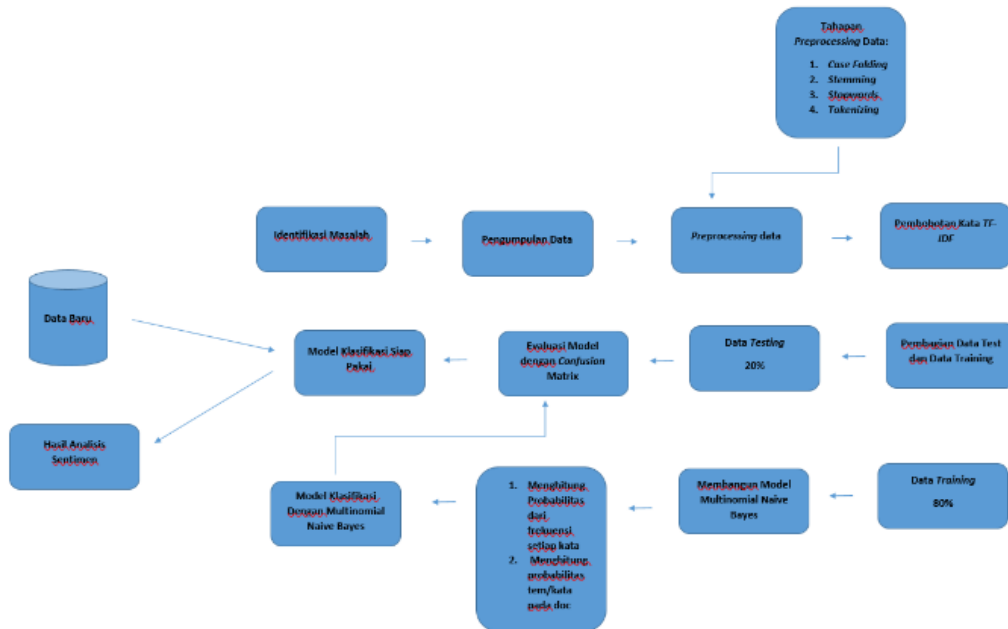 Tahapan
Preprocessing Data:
1. Case Folding
2. Stemming
3. Stopwords
4. Tokenizing
Identifikasi Masalah
Pengumpulan Data
Preprocessing data
Pembobotan Kata TF-
IDF
Data Baru
Model Klasifikasi Siap
Pakai
Evaluasi Model
dengan Confusion
Matrix
Data Testing
20%
Pembagian Data Test
dan Data Training
Hasil Analisis
Sentimen
Model Klasifikasi
Dengan Multinomial
Naive Bayes
1. Menghitung
Probabilitas
dari
frekuensi
setiap kata
2. Menghitung
probabilitas
tem/kata
pada doc
Membangun Model
Multinomial Naive
Bayes
Data Training
80%